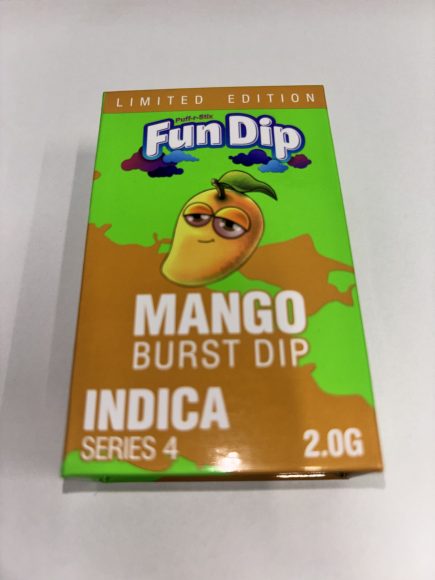 LIMITED EDITION
Puff-r-Stix
Fun Dip
MANGO
BURST DIP
INDICA
SERIES 4
2.0G